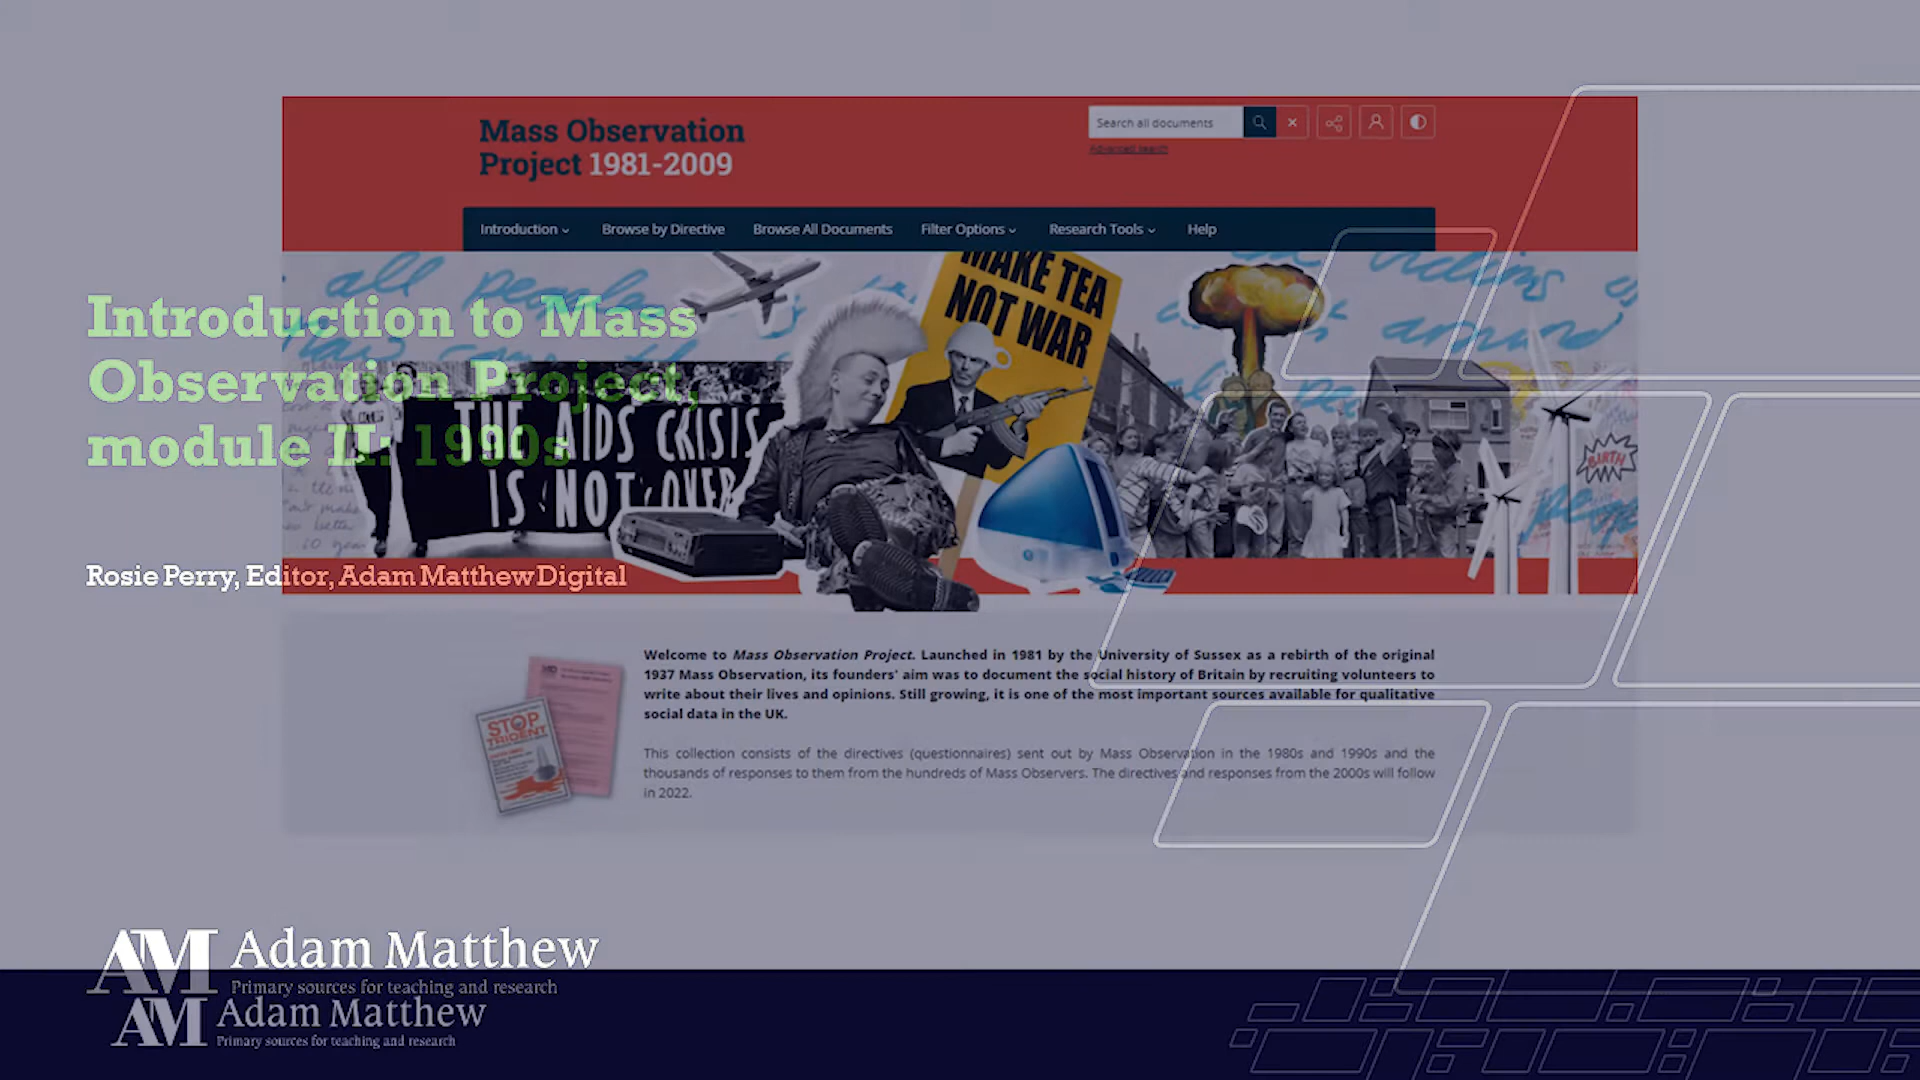 Mass Observation
Project 1981-2009
Search all documents
Advanced search
Introduction
Browse by Directive
Browse All Documents
Filter Options
Research Tools
Help
all people
MAKE TEA
NOT WAR
Introduction to Mass
Observation Project,
module II: 1990s
THE AIDS CRISIS
IS NOT OVER
BIRTH
Rosie Perry, Editor, Adam Matthew Digital
STOP
TRIDENT
Welcome to Mass Observation Project. Launched in 1981 by the University of Sussex as a rebirth of the original
1937 Mass Observation, its founders' aim was to document the social history of Britain by recruiting volunteers to
write about their lives and opinions. Still growing, it is one of the most important sources available for qualitative
social data in the UK.
This collection consists of the directives (questionnaires) sent out by Mass Observation in the 1980s and 1990s and the
thousands of responses to them from the hundreds of Mass Observers. The directives and responses from the 2000s will follow
in 2022.
AM Adam Matthew
Primary sources for teaching and research
AM Adam Matthew
Primary sources for teaching and research